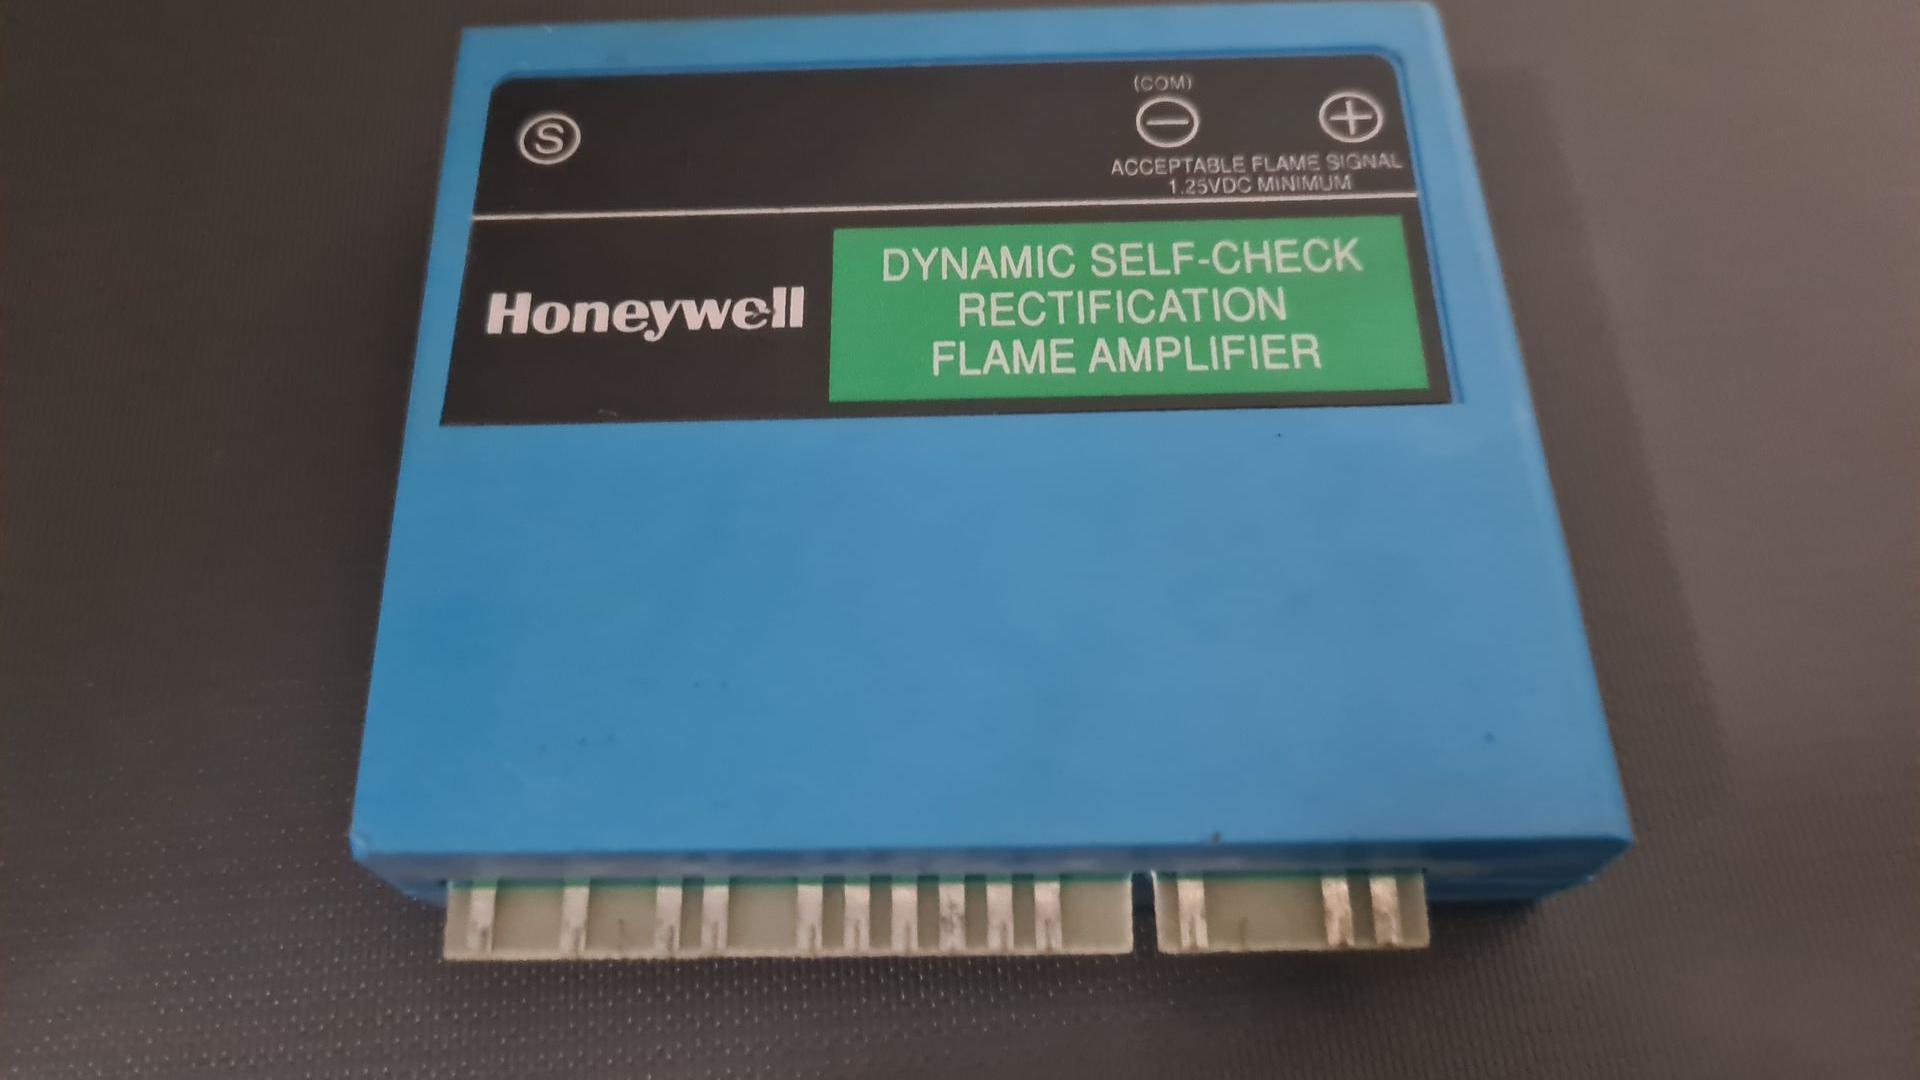 (COM)
S
− +
ACCEPTABLE FLAME SIGNAL
1.25VDC MINIMUM
Honeywell
DYNAMIC SELF-CHECK
RECTIFICATION
FLAME AMPLIFIER